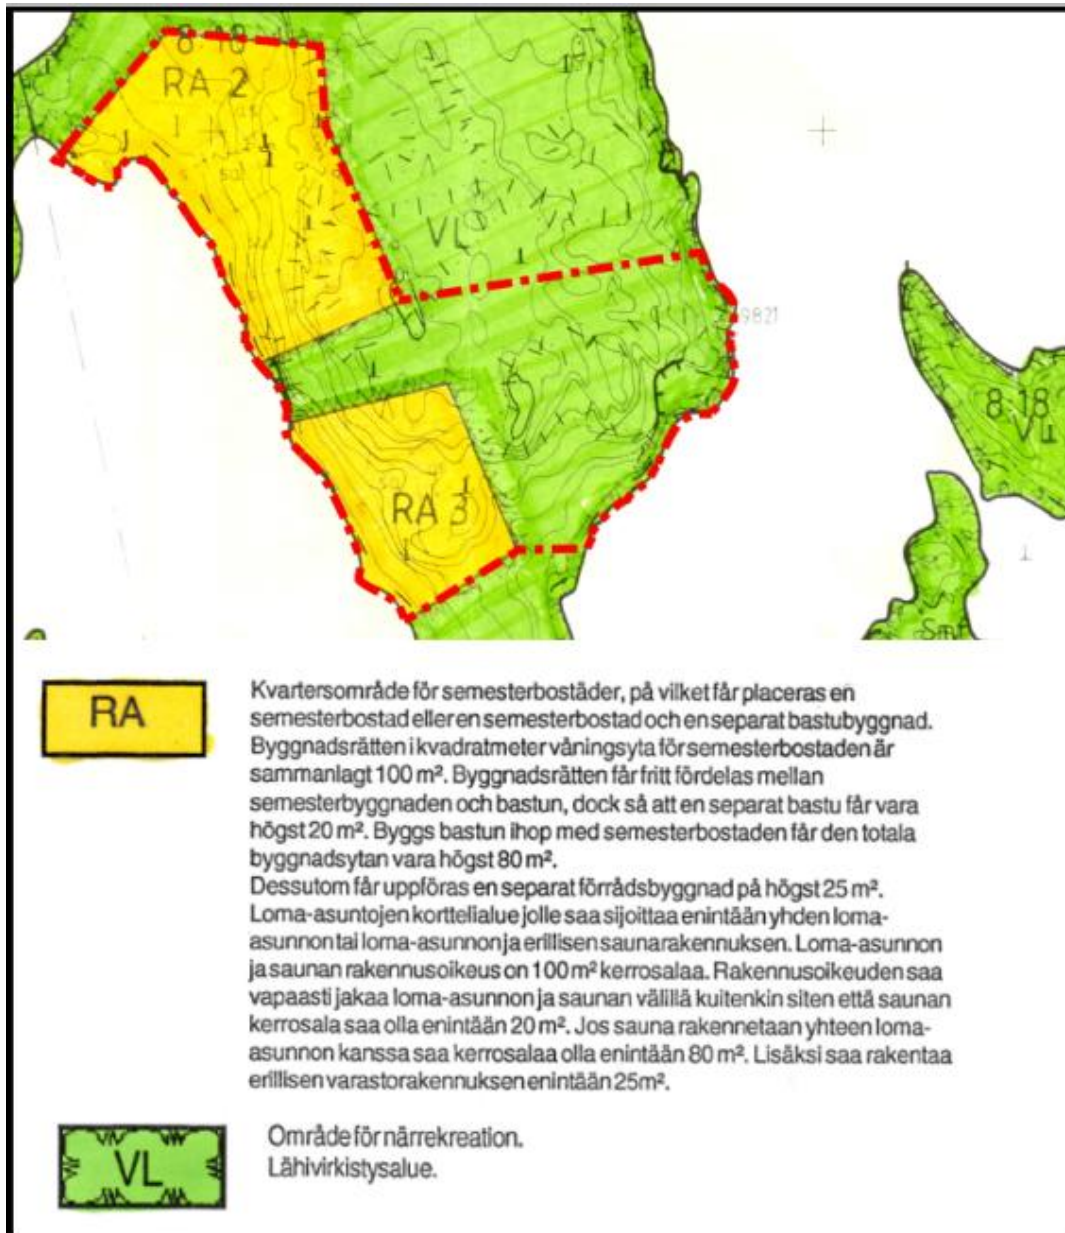 8-18
RA 2
VL
9821
8-18
VL
RA 3
Sm
RA
Kvartersområde för semesterbostäder, på vilket får placeras en
semesterbostad eller en semesterbostad och en separat bastubyggnad.
Byggnadsrätten i kvadratmeter våningsyta för semesterbostaden är
sammanlagt 100 m². Byggnadsrätten får fritt fördelas mellan
semesterbyggnaden och bastun, dock så att en separat bastu får vara
högst 20 m². Byggs bastun ihop med semesterbostaden får den totala
byggnadsytan vara högst 80 m².
Dessutom får uppföras en separat förrådsbyggnad på högst 25 m².
Loma-asuntojen korttelialue jolle saa sijoittaa enintään yhden loma-
asunnon tai loma-asunnon ja erillisen saunarakennuksen. Loma-asunnon
ja saunan rakennusoikeus on 100 m² kerrosalaa. Rakennusoikeuden saa
vapaasti jakaa loma-asunnon ja saunan välillä kuitenkin siten että saunan
kerrosala saa olla enintään 20 m². Jos sauna rakennetaan yhteen loma-
asunnon kanssa saa kerrosalaa olla enintään 80 m². Lisäksi saa rakentaa
erillisen varastorakennuksen enintään 25m².
VL
Område för närrekreation.
Lähivirkistysalue.